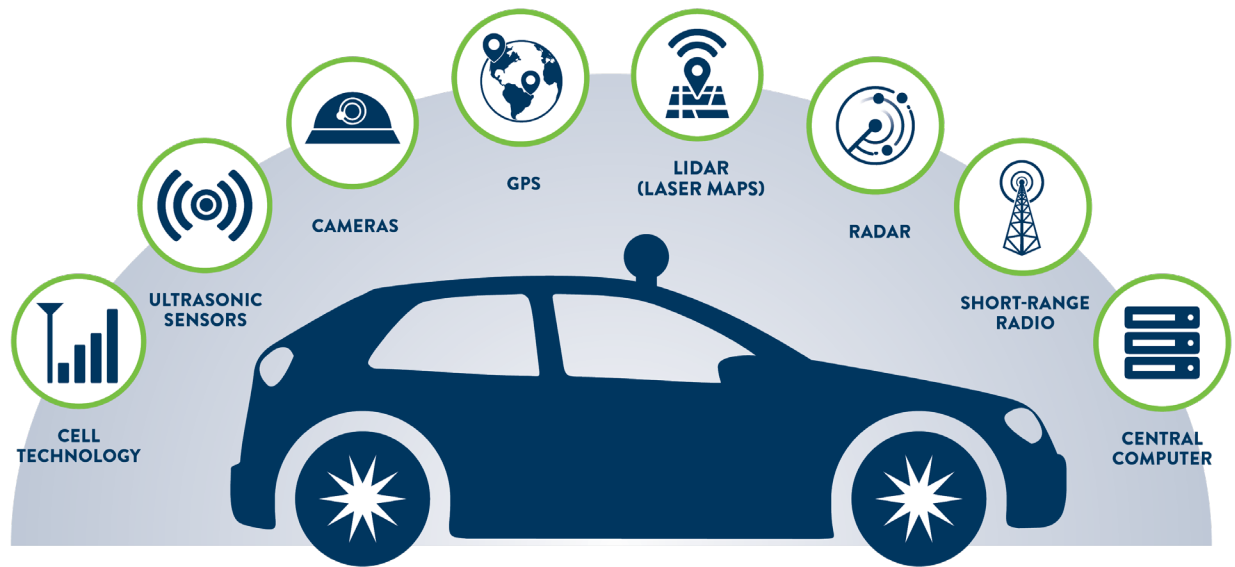 CELL
TECHNOLOGY
ULTRASONIC
SENSORS
CAMERAS
GPS
LIDAR
(LASER MAPS)
RADAR
SHORT-RANGE
RADIO
CENTRAL
COMPUTER